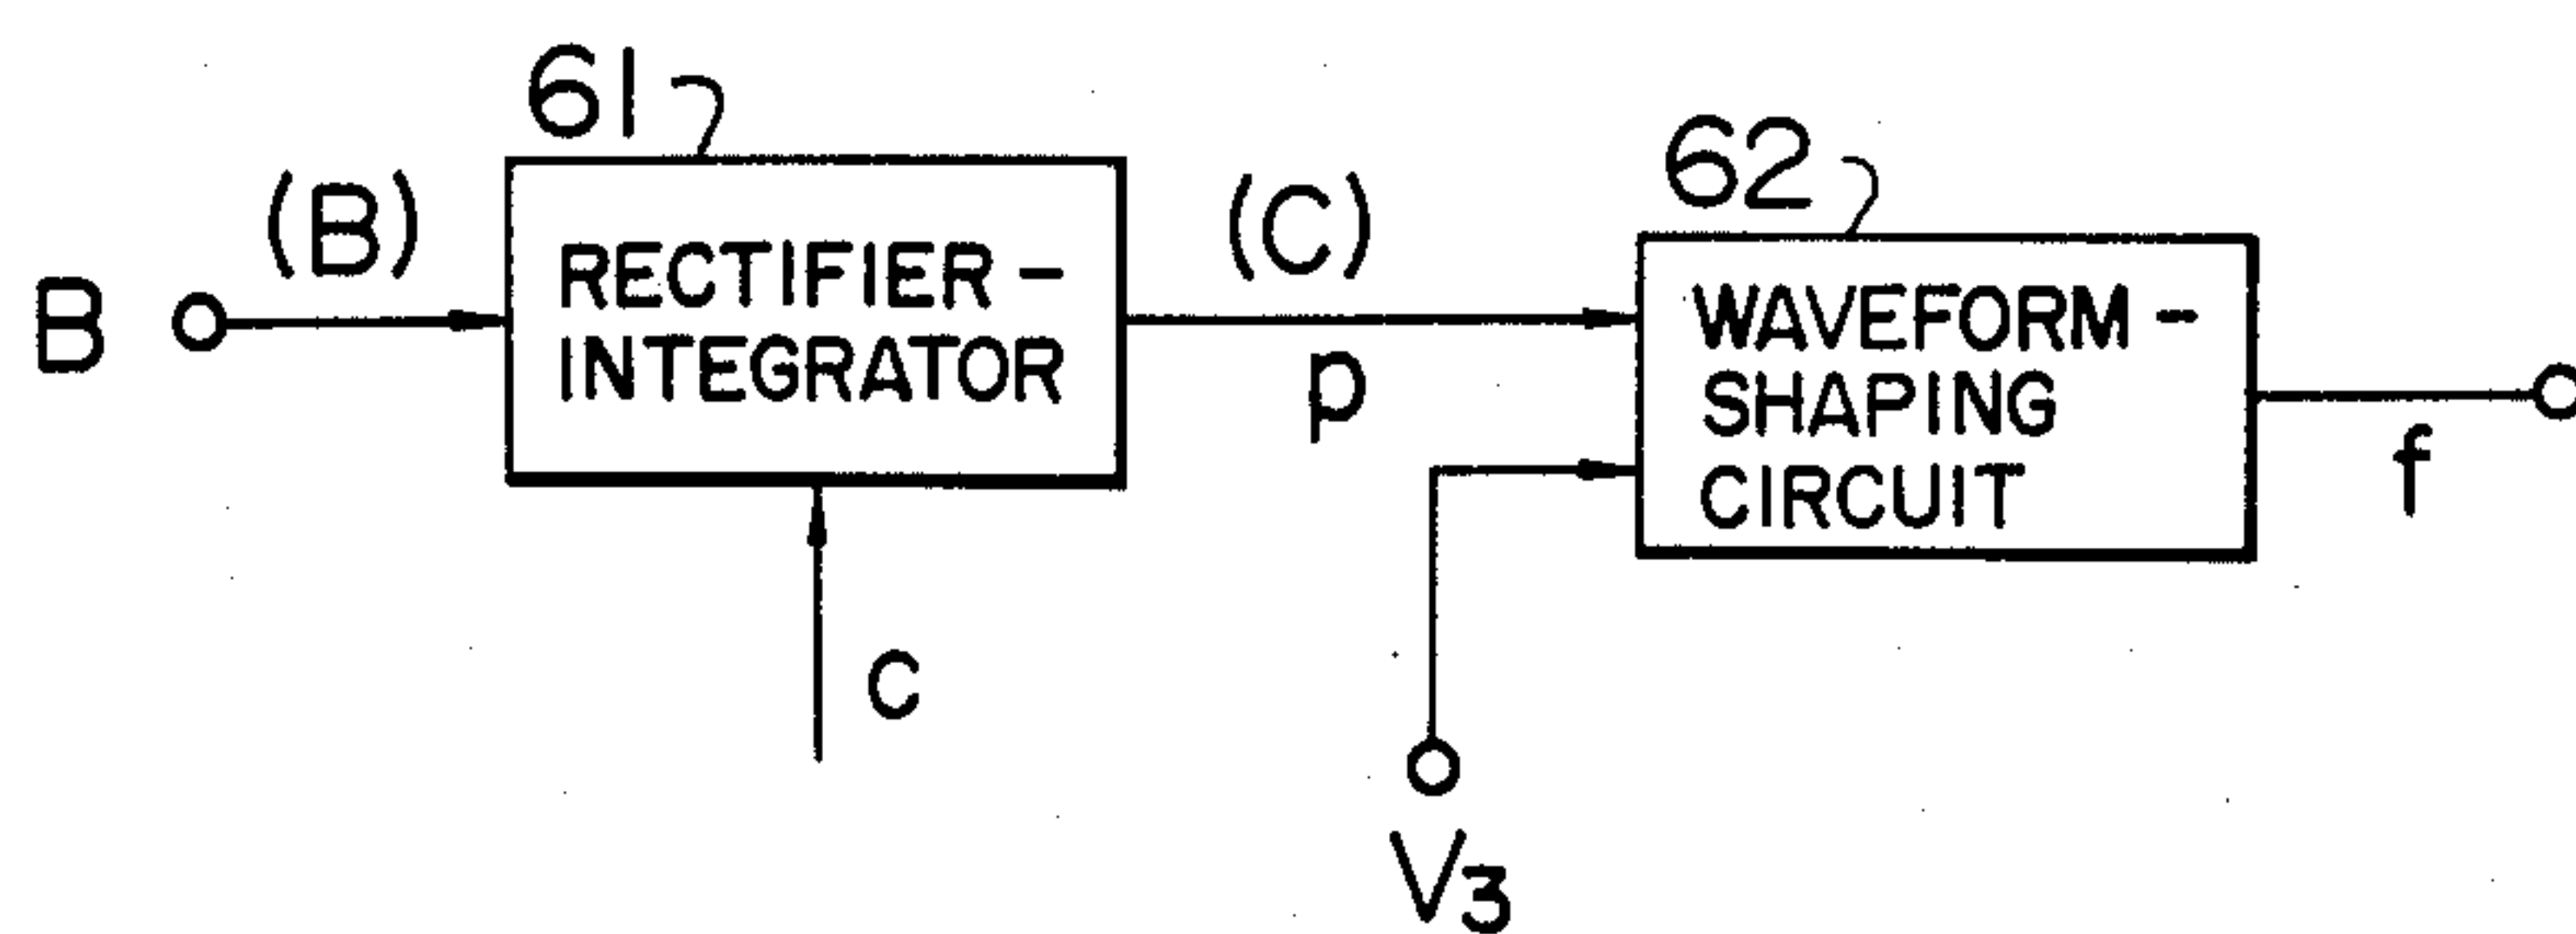 61
62
(B)
(C)
B
RECTIFIER-
INTEGRATOR
p
WAVEFORM-
SHAPING
CIRCUIT
f
c
V3